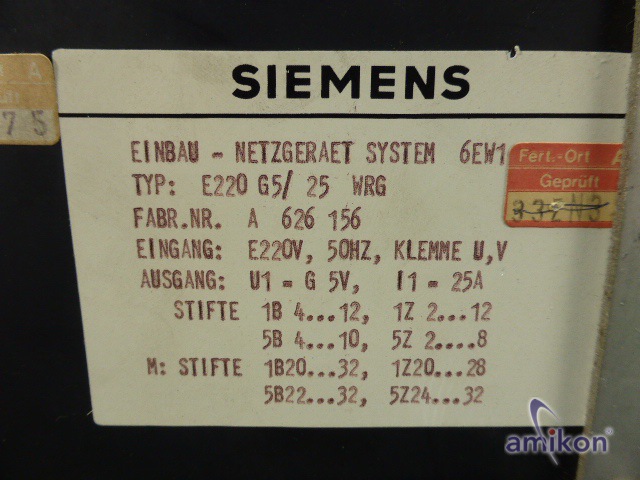 SIEMENS
EINBAU - NETZGERAET SYSTEM 6EW1
TYP: E220 G5/ 25 WRG
FABR.NR. A 626 156
EINGANG: E220V, 50HZ, KLEMME U,V
AUSGANG: U1 = G 5V, I1 = 25A
STIFTE 1B 4...12, 1Z 2...12
5B 4...10, 5Z 2....8
M: STIFTE 1B20...32, 1Z20...28
5B22...32, 5Z24...32
Fert.-Ort A
Geprüft
A
75
amikon